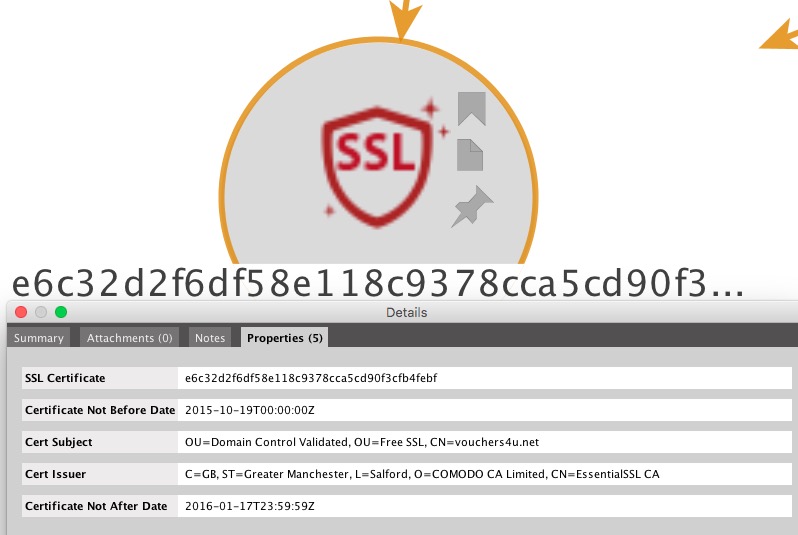 SSL
e6c32d2f6df58e118c9378cca5cd90f3...
Details
Summary Attachments (0) Notes Properties (5)
SSL Certificate e6c32d2f6df58e118c9378cca5cd90f3cfb4febf
Certificate Not Before Date 2015-10-19T00:00:00Z
Cert Subject OU=Domain Control Validated, OU=Free SSL, CN=vouchers4u.net
Cert Issuer C=GB, ST=Greater Manchester, L=Salford, O=COMODO CA Limited, CN=EssentialSSL CA
Certificate Not After Date 2016-01-17T23:59:59Z